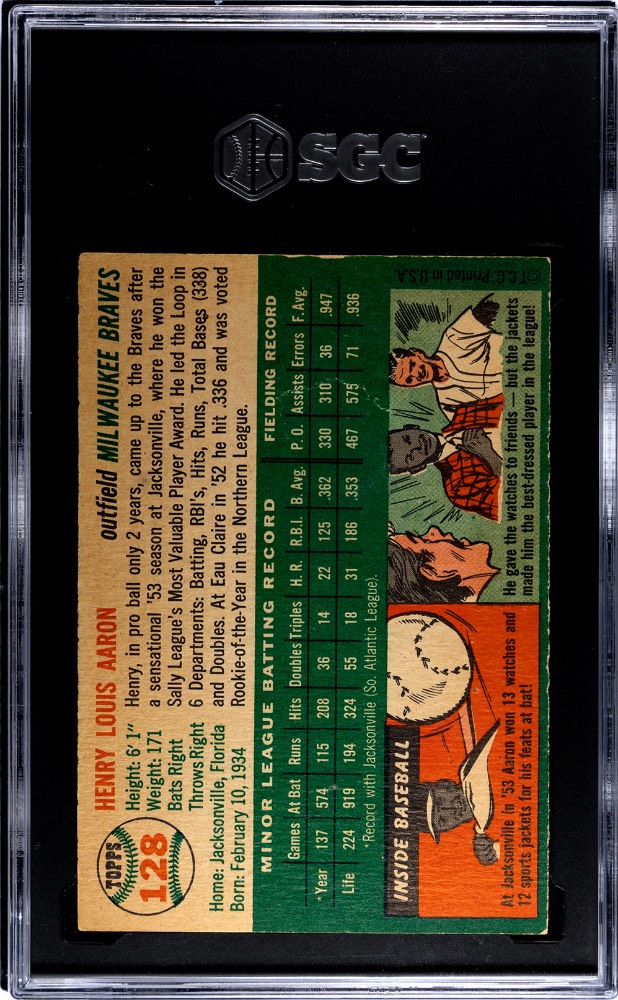 SGC
TOPPS
128
HENRY LOUIS AARON
outfield MILWAUKEE BRAVES
Height: 6'1"
Weight: 171
Bats Right
Throws Right
Home: Jacksonville, Florida
Born: February 10, 1934
Henry, in pro ball only 2 years, came up to the Braves after
a sensational '53 season at Jacksonville, where he won the
Sally League's Most Valuable Player Award. He led the Loop in
6 Departments: Batting, RBI's, Hits, Runs, Total Bases (338)
and Doubles. At Eau Claire in '52 he hit .336 and was voted
Rookie-of-the-Year in the Northern League.
MINOR LEAGUE BATTING RECORD FIELDING RECORD
Games At Bat Runs Hits Doubles Triples H. R. R.B.I. B. Avg. P. O. Assists Errors F. Avg.
*Year 137 574 115 208 36 14 22 125 .362 330 310 36 .947
Life 224 919 194 324 55 18 31 186 .353 467 575 71 .936
*Record with Jacksonville (So. Atlantic League).
INSIDE BASEBALL
At Jacksonville in '53 Aaron won 13 watches and
12 sports jackets for his feats at bat!
He gave the watches to friends — but the jackets
made him the best-dressed player in the league!
©T.C.G. Printed in U.S.A.